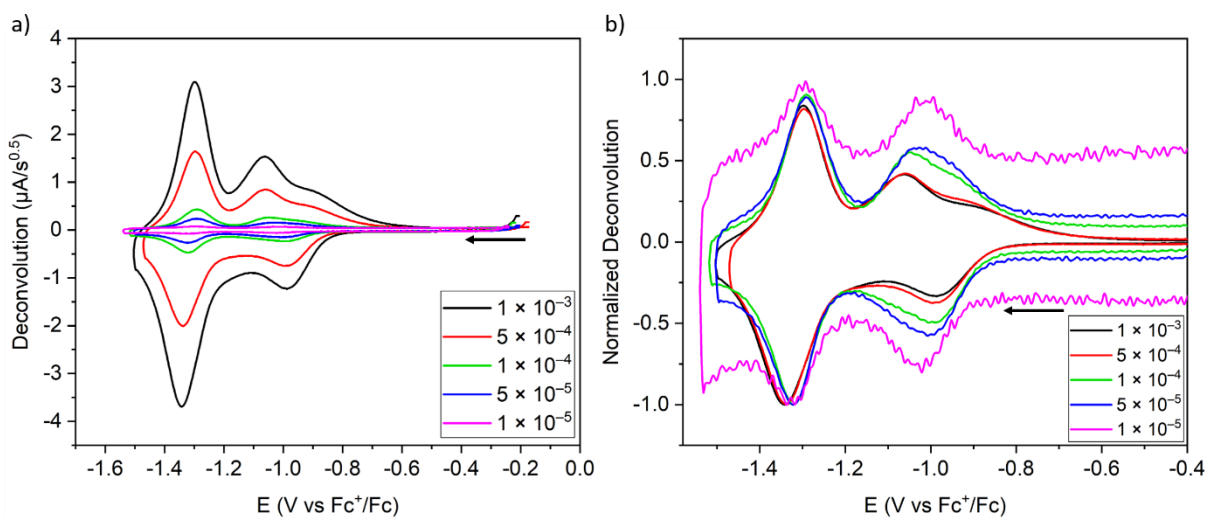 a)
Deconvolution (µA/s^0.5)
4
3
2
1
0
-1
-2
-3
-4
-1.6 -1.4 -1.2 -1.0 -0.8 -0.6 -0.4 -0.2 0.0
E (V vs Fc⁺/Fc)
1 × 10⁻³
5 × 10⁻⁴
1 × 10⁻⁴
5 × 10⁻⁵
1 × 10⁻⁵
b)
Normalized Deconvolution
1.0
0.5
0.0
-0.5
-1.0
-1.4 -1.2 -1.0 -0.8 -0.6 -0.4
E (V vs Fc⁺/Fc)
1 × 10⁻³
5 × 10⁻⁴
1 × 10⁻⁴
5 × 10⁻⁵
1 × 10⁻⁵